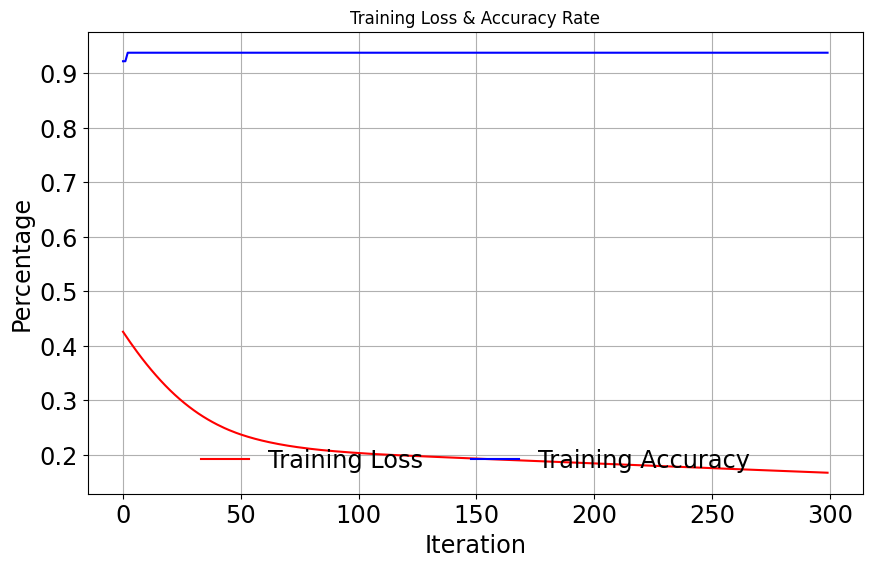 Training Loss & Accuracy Rate
Percentage
0.9
0.8
0.7
0.6
0.5
0.4
0.3
0.2
Training Loss Training Accuracy
0 50 100 150 200 250 300
Iteration